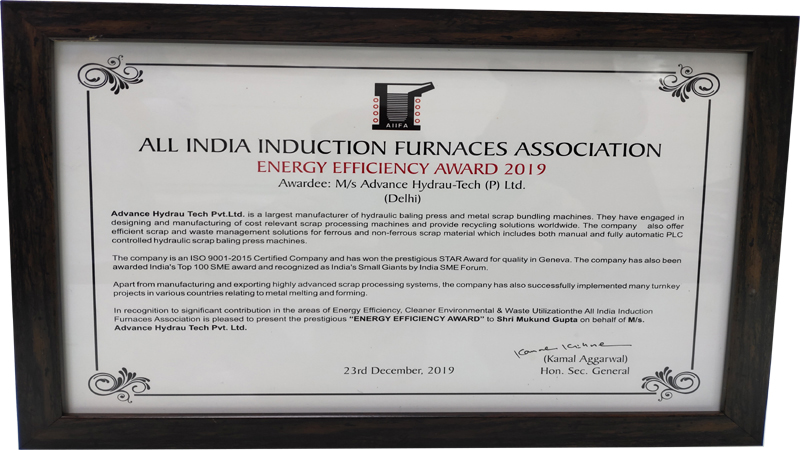 AIIFA
ALL INDIA INDUCTION FURNACES ASSOCIATION
ENERGY EFFICIENCY AWARD 2019
Awardee: M/s Advance Hydrau-Tech (P) Ltd.
(Delhi)
Advance Hydrau Tech Pvt.Ltd. is a largest manufacturer of hydraulic baling press and metal scrap bundling machines. They have engaged in
designing and manufacturing of cost relevant scrap processing machines and provide recycling solutions worldwide. The company also offer
efficient scrap and waste management solutions for ferrous and non-ferrous scrap material which includes both manual and fully automatic PLC
controlled hydraulic scrap baling press machines.
The company is an ISO 9001-2015 Certified Company and has won the prestigious STAR Award for quality in Geneva. The company has also been
awarded India's Top 100 SME award and recognized as India's Small Giants by India SME Forum.
Apart from manufacturing and exporting highly advanced scrap processing systems, the company has also successfully implemented many turnkey
projects in various countries relating to metal melting and forming.
In recognition to significant contribution in the areas of Energy Efficiency, Cleaner Environmental & Waste Utilizationthe All India Induction
Furnaces Association is pleased to present the prestigious "ENERGY EFFICIENCY AWARD" to Shri Mukund Gupta on behalf of M/s.
Advance Hydrau Tech Pvt. Ltd.
(Kamal Aggarwal)
23rd December, 2019
Hon. Sec. General